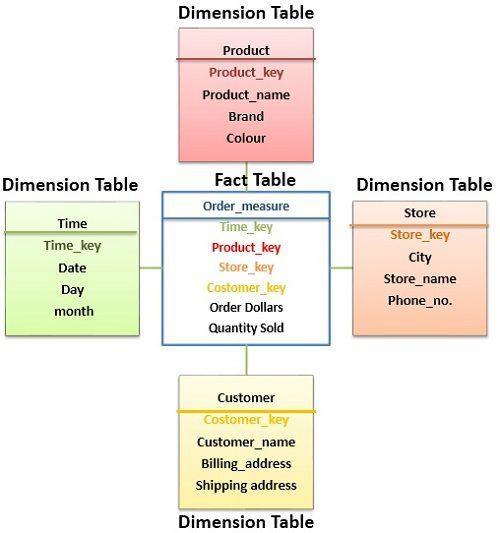 Dimension Table
Product
Product_key
Product_name
Brand
Colour
Dimension Table
Time
Time_key
Date
Day
month
Fact Table
Order_measure
Time_key
Product_key
Store_key
Costomer_key
Order Dollars
Quantity Sold
Dimension Table
Store
Store_key
City
Store_name
Phone_no.
Customer
Costomer_key
Customer_name
Billing_address
Shipping address
Dimension Table